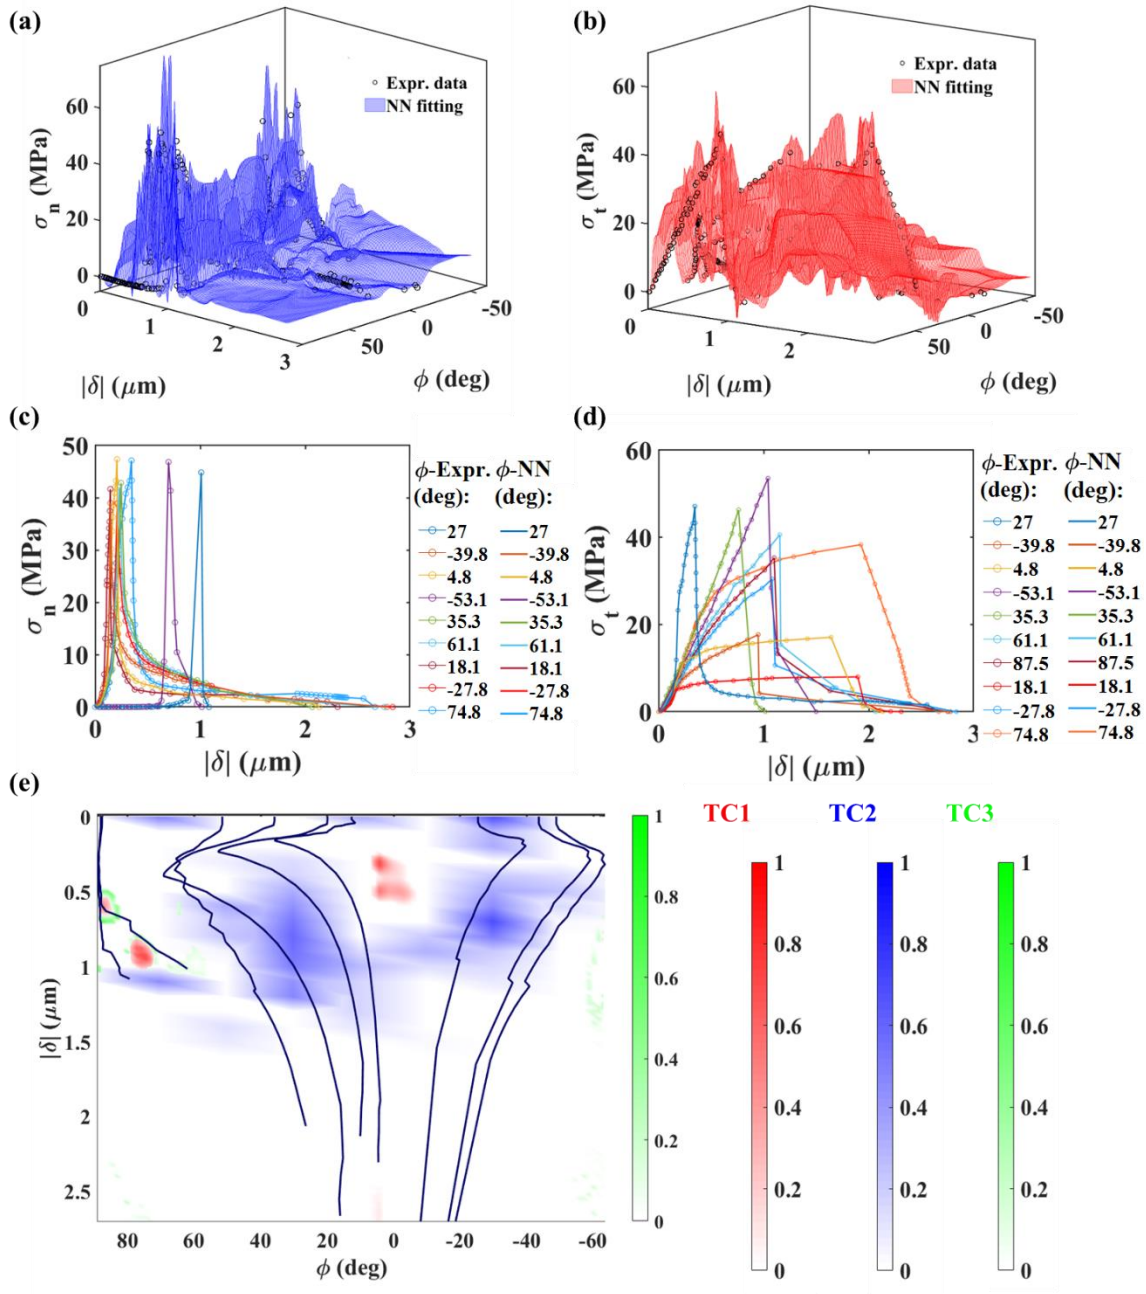 (a)
Expr. data
NN fitting
σn (MPa)
60
40
20
0
0
1
2
3
50
0
-50
|δ| (μm)
ϕ (deg)
(b)
Expr. data
NN fitting
σt (MPa)
60
40
20
0
0
1
2
50
0
-50
|δ| (μm)
ϕ (deg)
(c)
σn (MPa)
50
40
30
20
10
0
0
1
2
3
|δ| (μm)
ϕ-Expr. ϕ-NN
(deg): (deg):
27 27
-39.8 -39.8
4.8 4.8
-53.1 -53.1
35.3 35.3
61.1 61.1
18.1 18.1
-27.8 -27.8
74.8 74.8
(d)
σt (MPa)
60
40
20
0
0
1
2
3
|δ| (μm)
ϕ-Expr. ϕ-NN
(deg): (deg):
27 27
-39.8 -39.8
4.8 4.8
-53.1 -53.1
35.3 35.3
61.1 61.1
87.5 87.5
18.1 18.1
-27.8 -27.8
74.8 74.8
(e)
|δ| (μm)
0
0.5
1
1.5
2
2.5
80 60 40 20 0 -20 -40 -60
ϕ (deg)
1
0.8
0.6
0.4
0.2
0
TC1 TC2 TC3
1 1 1
0.8 0.8 0.8
0.6 0.6 0.6
0.4 0.4 0.4
0.2 0.2 0.2
0 0 0